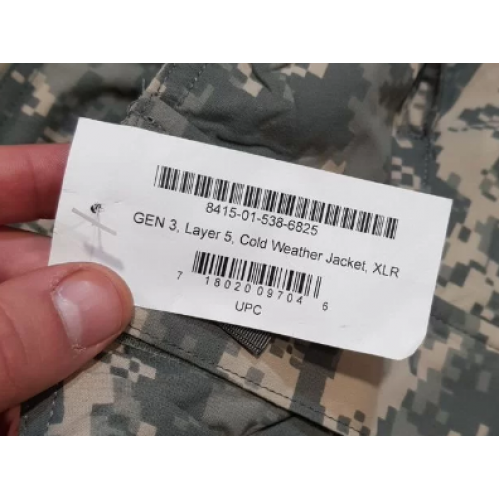 8415-01-538-6825
GEN 3, Layer 5, Cold Weather Jacket, XLR
7 18020 09704 6
UPC